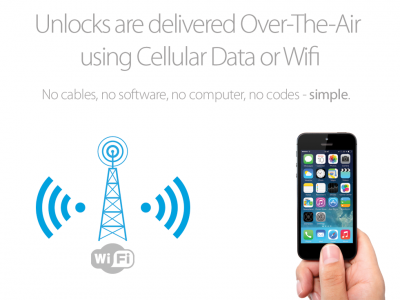 Unlocks are delivered Over-The-Air
using Cellular Data or Wifi
No cables, no software, no computer, no codes - simple.
WiFi